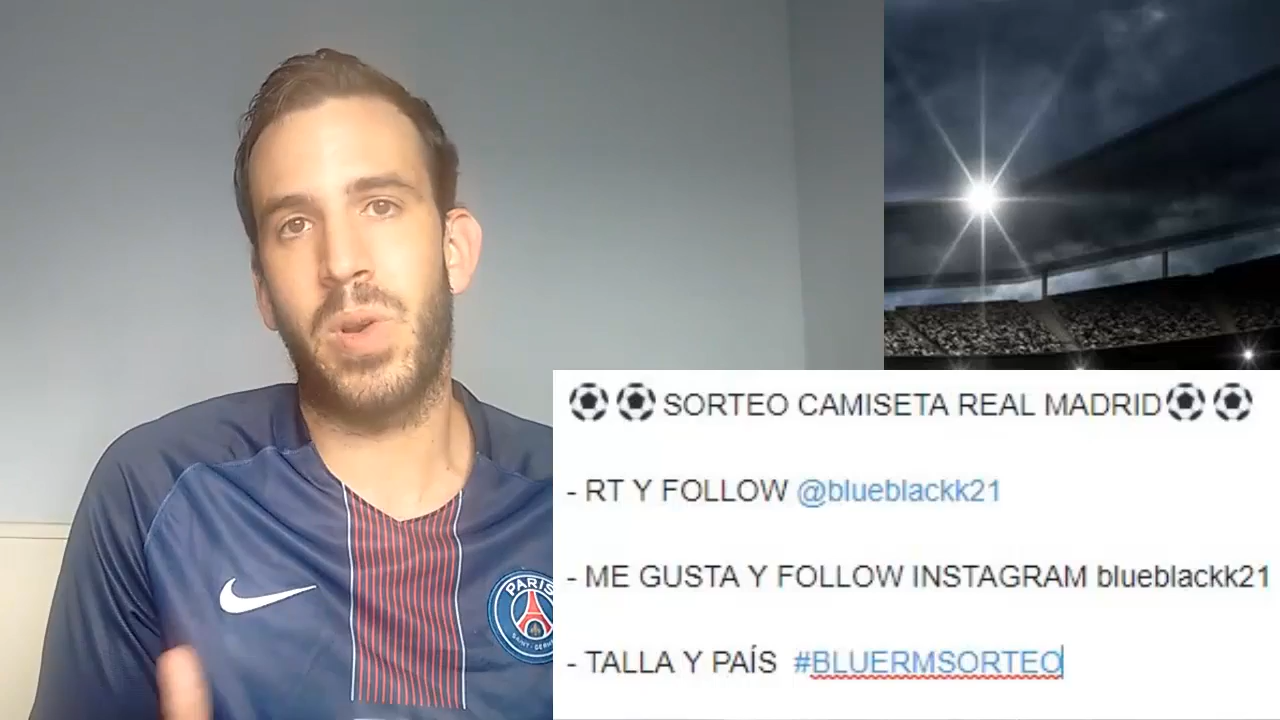 ⚽⚽SORTEO CAMISETA REAL MADRID⚽⚽
- RT Y FOLLOW @blueblackk21
- ME GUSTA Y FOLLOW INSTAGRAM blueblackk21
- TALLA Y PAÍS #BLUERMSORTEO
PARIS